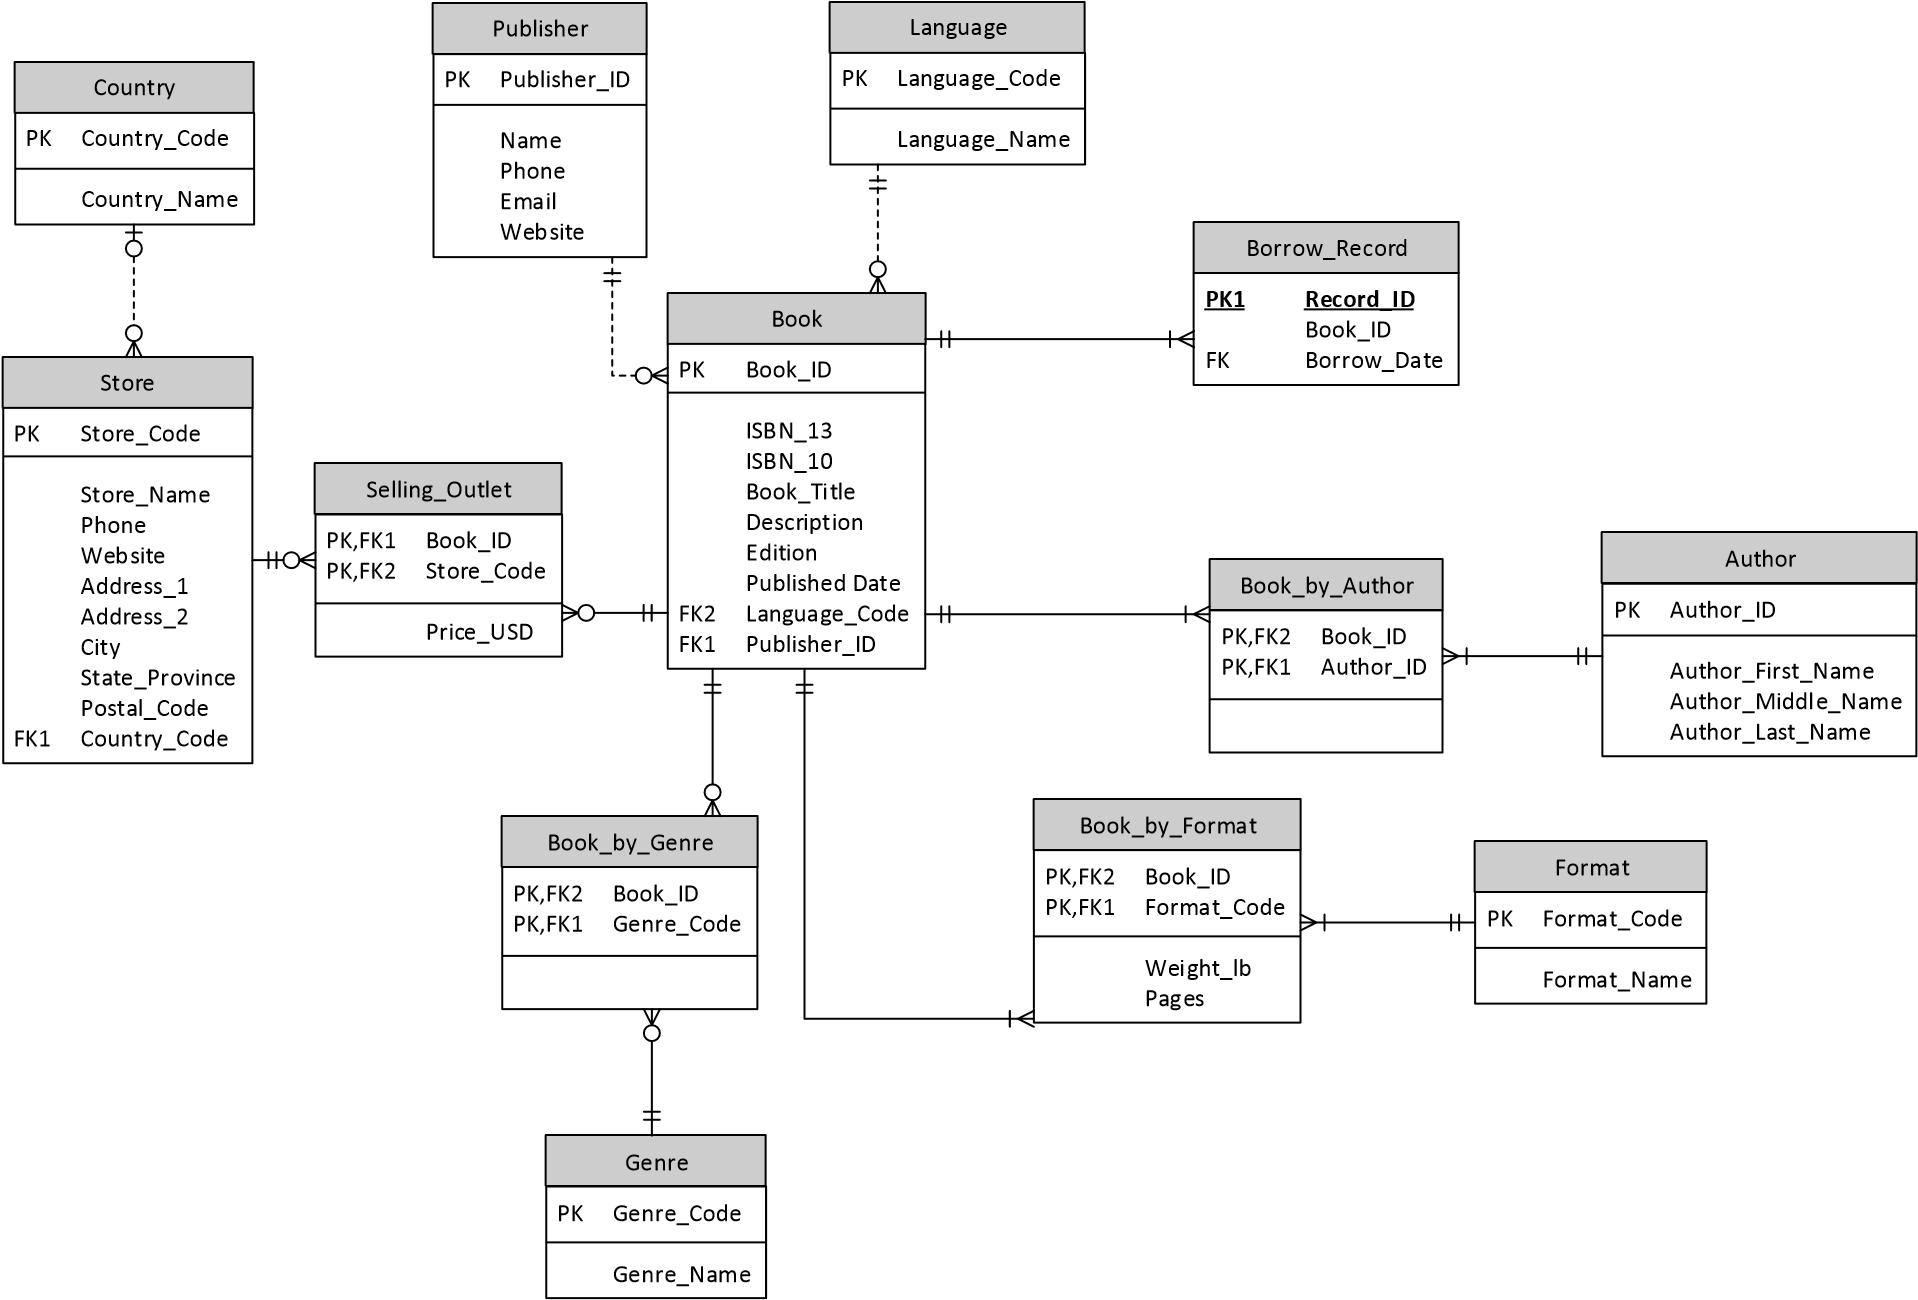 Country
PK Country_Code
Country_Name
Publisher
PK Publisher_ID
Name
Phone
Email
Website
Language
PK Language_Code
Language_Name
Borrow_Record
PK1 Record_ID
Book_ID
FK Borrow_Date
Book
PK Book_ID
ISBN_13
ISBN_10
Book_Title
Description
Edition
Published Date
FK2 Language_Code
FK1 Publisher_ID
Store
PK Store_Code
Store_Name
Phone
Website
Address_1
Address_2
City
State_Province
Postal_Code
FK1 Country_Code
Selling_Outlet
PK,FK1 Book_ID
PK,FK2 Store_Code
Price_USD
Book_by_Author
PK,FK2 Book_ID
PK,FK1 Author_ID
Author
PK Author_ID
Author_First_Name
Author_Middle_Name
Author_Last_Name
Book_by_Genre
PK,FK2 Book_ID
PK,FK1 Genre_Code
Book_by_Format
PK,FK2 Book_ID
PK,FK1 Format_Code
Weight_lb
Pages
Format
PK Format_Code
Format_Name
Genre
PK Genre_Code
Genre_Name